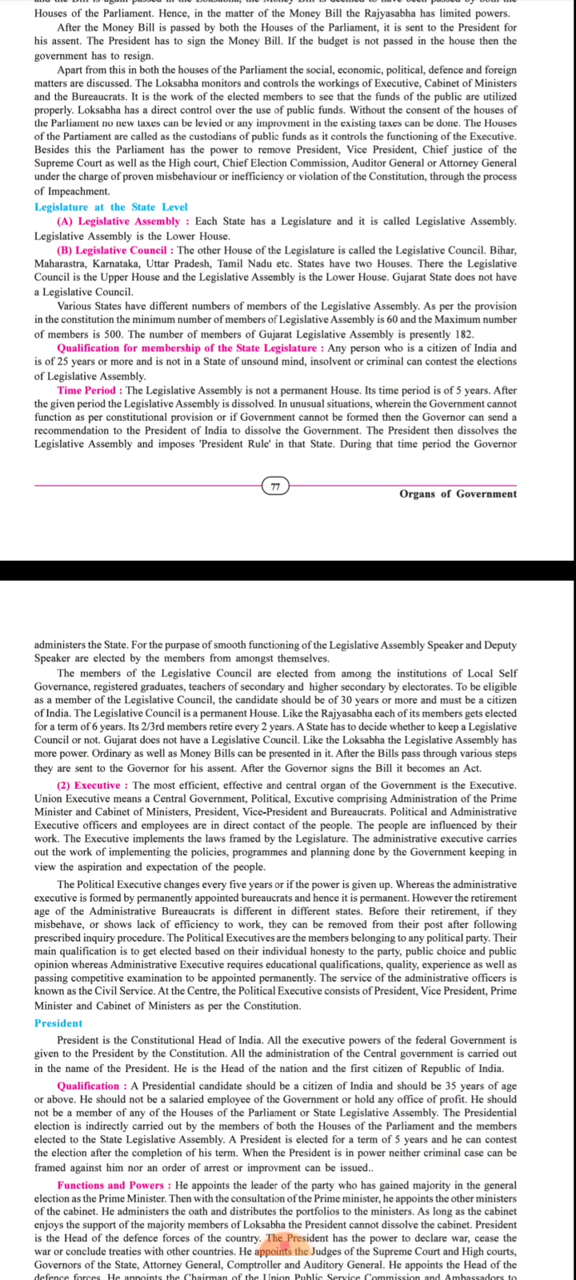 and the Bill is again passed in the Loksabha, the Money Bill is deemed to have been passed by both the
Houses of the Parliament. Hence, in the matter of the Money Bill the Rajyasabha has limited powers.
After the Money Bill is passed by both the Houses of the Parliament, it is sent to the President for
his assent. The President has to sign the Money Bill. If the budget is not passed in the house then the
government has to resign.
Apart from this in both the houses of the Parliament the social, economic, political, defence and foreign
matters are discussed. The Loksabha monitors and controls the workings of Executive, Cabinet of Ministers
and the Bureaucrats. It is the work of the elected members to see that the funds of the public are utilized
properly. Loksabha has a direct control over the use of public funds. Without the consent of the houses of
the Parliament no new taxes can be levied or any improvment in the existing taxes can be done. The Houses
of the Partiament are called as the custodians of public funds as it controls the functioning of the Executive.
Besides this the Parliament has the power to remove President, Vice President, Chief justice of the
Supreme Court as well as the High court, Chief Election Commission, Auditor General or Attorney General
under the charge of proven misbehaviour or inefficiency or violation of the Constitution, through the process
of Impeachment.
Legislature at the State Level
(A) Legislative Assembly : Each State has a Legislature and it is called Legislative Assembly.
Legislative Assembly is the Lower House.
(B) Legislative Council : The other House of the Legislature is called the Legislative Council. Bihar,
Maharastra, Karnataka, Uttar Pradesh, Tamil Nadu etc. States have two Houses. There the Legislative
Council is the Upper House and the Legislative Assembly is the Lower House. Gujarat State does not have
a Legislative Council.
Various States have different numbers of members of the Legislative Assembly. As per the provision
in the constitution the minimum number of members of Legislative Assembly is 60 and the Maximum number
of members is 500. The number of members of Gujarat Legislative Assembly is presently 182.
Qualification for membership of the State Legislature : Any person who is a citizen of India and
is of 25 years or more and is not in a State of unsound mind, insolvent or criminal can contest the elections
of Legislative Assembly.
Time Period : The Legislative Assembly is not a permanent House. Its time period is of 5 years. After
the given period the Legislative Assembly is dissolved. In unusual situations, wherein the Government cannot
function as per constitutional provision or if Government cannot be formed then the Governor can send a
recommendation to the President of India to dissolve the Government. The President then dissolves the
Legislative Assembly and imposes 'President Rule' in that State. During that time period the Governor
77
Organs of Government
administers the State. For the purpase of smooth functioning of the Legislative Assembly Speaker and Deputy
Speaker are elected by the members from amongst themselves.
The members of the Legislative Council are elected from among the institutions of Local Self
Governance, registered graduates, teachers of secondary and higher secondary by electorates. To be eligible
as a member of the Legislative Council, the candidate should be of 30 years or more and must be a citizen
of India. The Legislative Council is a permanent House. Like the Rajyasabha each of its members gets elected
for a term of 6 years. Its 2/3rd members retire every 2 years. A State has to decide whether to keep a Legislative
Council or not. Gujarat does not have a Legislative Council. Like the Loksabha the Legislative Assembly has
more power. Ordinary as well as Money Bills can be presented in it. After the Bills pass through various steps
they are sent to the Governor for his assent. After the Governor signs the Bill it becomes an Act.
(2) Executive : The most efficient, effective and central organ of the Government is the Executive.
Union Executive means a Central Government, Political, Excutive comprising Administration of the Prime
Minister and Cabinet of Ministers, President, Vice-President and Bureaucrats. Political and Administrative
Executive officers and employees are in direct contact of the people. The people are influenced by their
work. The Executive implements the laws framed by the Legislature. The administrative executive carries
out the work of implementing the policies, programmes and planning done by the Government keeping in
view the aspiration and expectation of the people.
The Political Executive changes every five years or if the power is given up. Whereas the administrative
executive is formed by permanently appointed bureaucrats and hence it is permanent. However the retirement
age of the Administrative Bureaucrats is different in different states. Before their retirement, if they
misbehave, or shows lack of efficiency to work, they can be removed from their post after following
prescribed inquiry procedure. The Political Executives are the members belonging to any political party. Their
main qualification is to get elected based on their individual honesty to the party, public choice and public
opinion whereas Administrative Executive requires educational qualifications, quality, experience as well as
passing competitive examination to be appointed permanently. The service of the administrative officers is
known as the Civil Service. At the Centre, the Political Executive consists of President, Vice President, Prime
Minister and Cabinet of Ministers as per the Constitution.
President
President is the Constitutional Head of India. All the executive powers of the federal Government is
given to the President by the Constitution. All the administration of the Central government is carried out
in the name of the President. He is the Head of the nation and the first citizen of Republic of India.
Qualification : A Presidential candidate should be a citizen of India and should be 35 years of age
or above. He should not be a salaried employee of the Government or hold any office of profit. He should
not be a member of any of the Houses of the Parliament or State Legislative Assembly. The Presidential
election is indirectly carried out by the members of both the Houses of the Parliament and the members
elected to the State Legislative Assembly. A President is elected for a term of 5 years and he can contest
the election after the completion of his term. When the President is in power neither criminal case can be
framed against him nor an order of arrest or improvment can be issued..
Functions and Powers : He appoints the leader of the party who has gained majority in the general
election as the Prime Minister. Then with the consultation of the Prime minister, he appoints the other ministers
of the cabinet. He administers the oath and distributes the portfolios to the ministers. As long as the cabinet
enjoys the support of the majority members of Loksabha the President cannot dissolve the cabinet. President
is the Head of the defence forces of the country. The President has the power to declare war, cease the
war or conclude treaties with other countries. He appoints the Judges of the Supreme Court and High courts,
Governors of the State, Attorney General, Comptroller and Auditory General. He appoints the Head of the
defence forces. He appoints the Chairman of the Union Public Service Commission and Ambassadors to